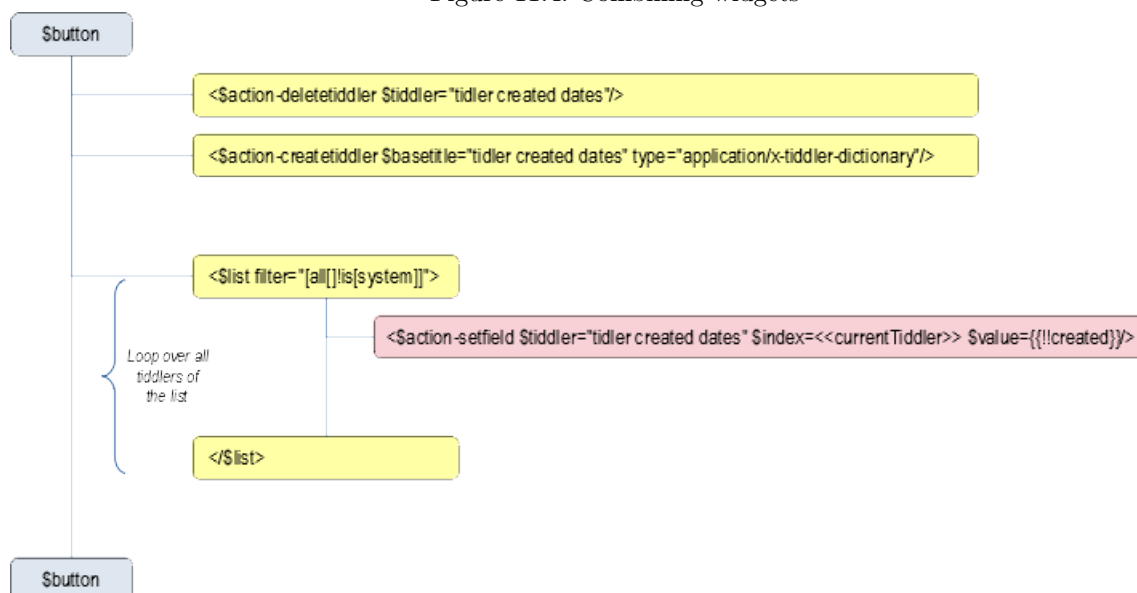 $button
<$action-deletetiddler $tiddler="tidler created dates"/>
<$action-createtiddler $basetitle="tidler created dates" type="application/x-tiddler-dictionary"/>
<$list filter="[all[]!is[system]]">
<$action-setfield $tiddler="tidler created dates" $index=<<currentTiddler>> $value={{!!created}}/>
Loop over all
tiddlers of
the list
</$list>
$button